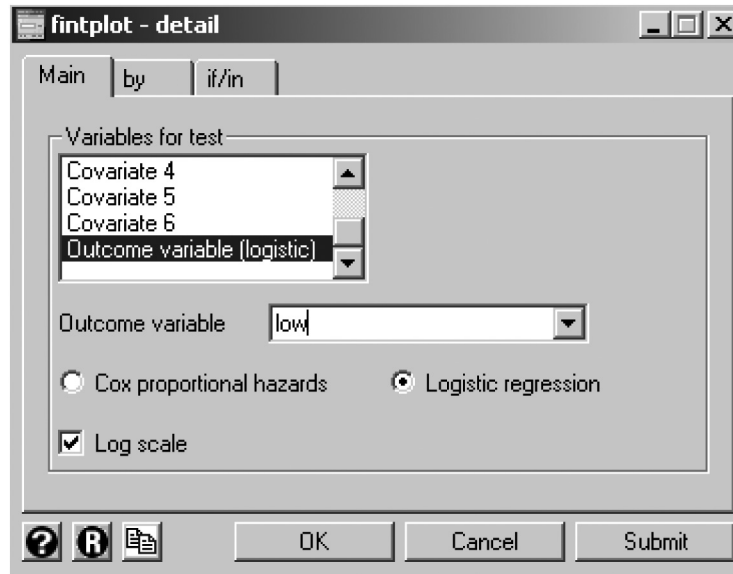 fintplot - detail
Main by if/in
Variables for test
Covariate 4
Covariate 5
Covariate 6
Outcome variable (logistic)
Outcome variable low
Cox proportional hazards Logistic regression
Log scale
? R OK Cancel Submit